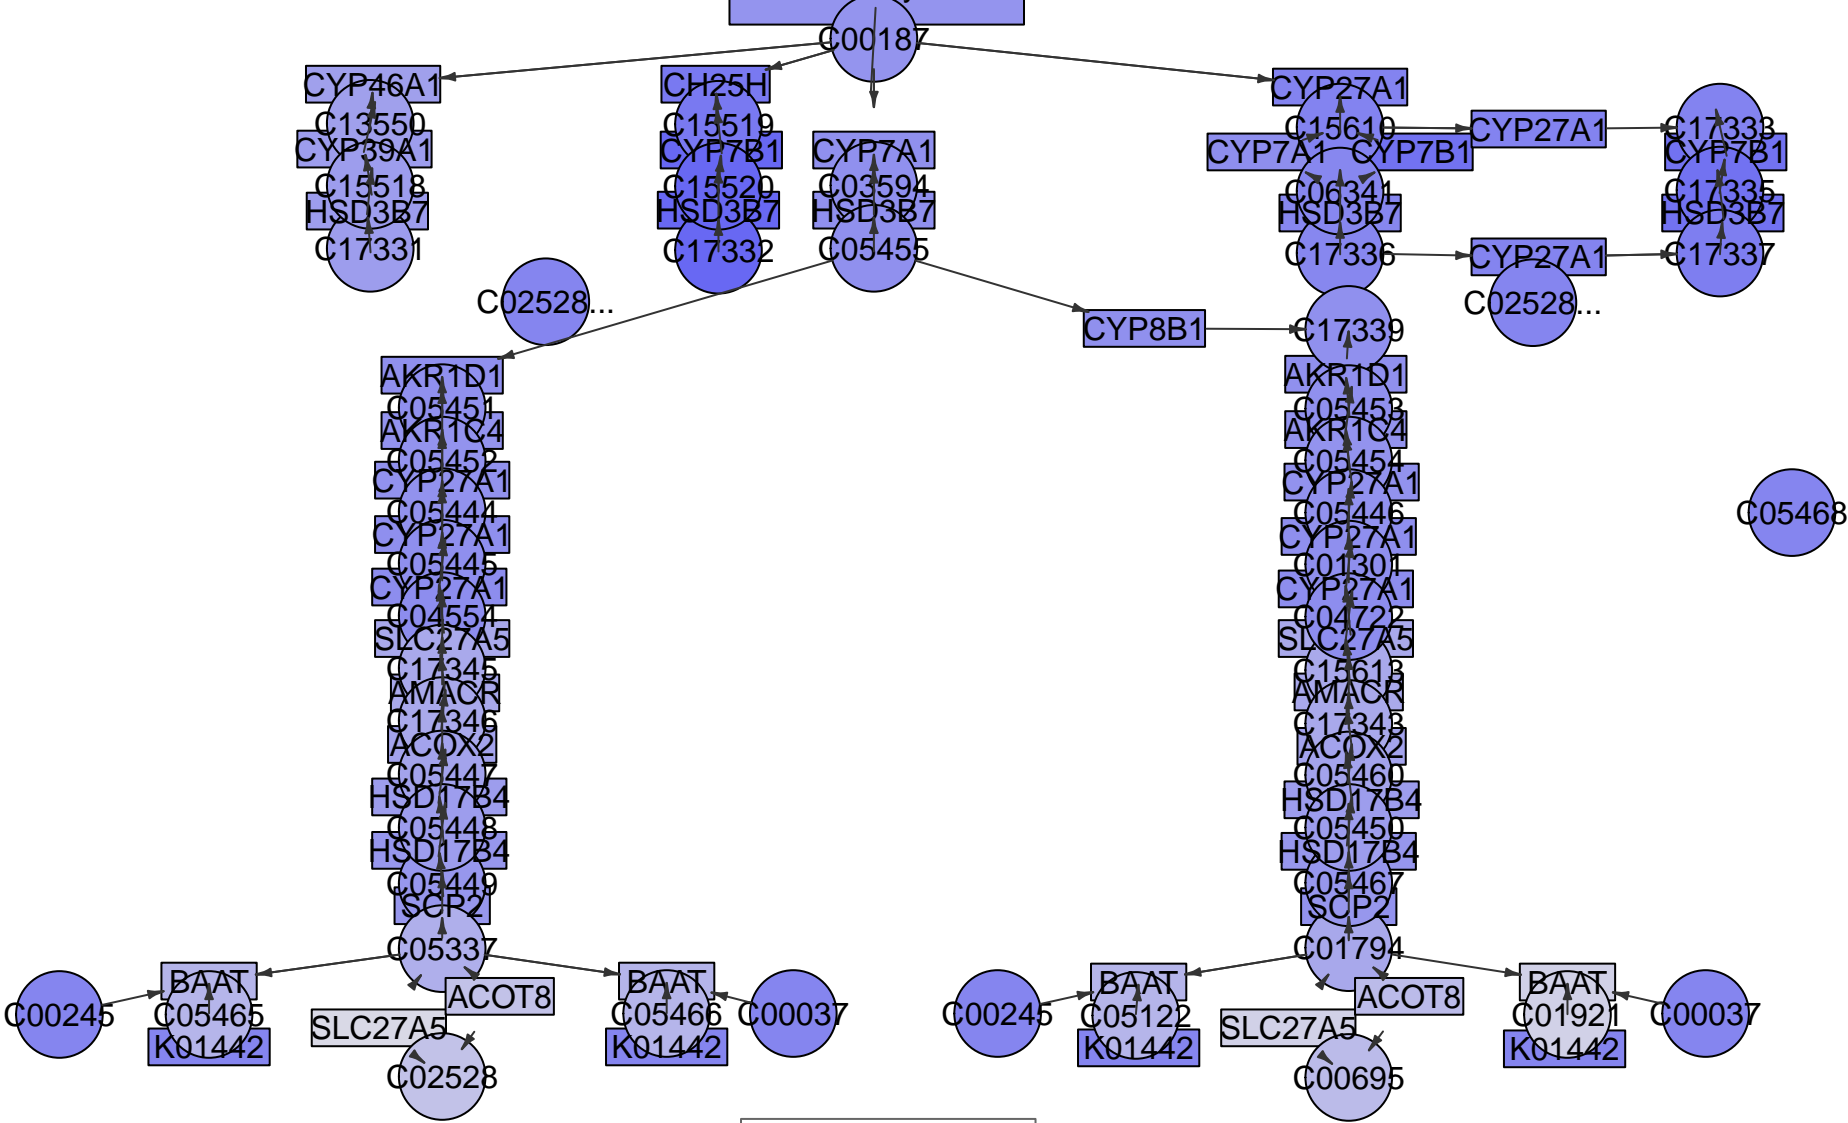 C00187
CYP46A1
C13550
CYP39A1
C15518
HSD3B7
C17331
CH25H
C15519
CYP7B1
C15520
HSD3B7
C17332
CYP7A1
C03594
HSD3B7
C05455
CYP27A1
C15610
CYP7A1
CYP7B1
C06341
HSD3B7
C17336
CYP27A1
CYP27A1
C17333
CYP7B1
C17335
HSD3B7
C17337
C02528...
C02528...
CYP8B1
C17339
AKR1D1
C05451
AKR1C4
C05452
CYP27A1
C05444
CYP27A1
C05445
CYP27A1
C04554
SLC27A5
C17345
AMACR
C17346
ACOX2
C05447
HSD17B4
C05448
HSD17B4
C05449
SCP2
C05337
AKR1D1
C05453
AKR1C4
C05454
CYP27A1
C05446
CYP27A1
C01301
CYP27A1
C04722
SLC27A5
C15613
AMACR
C17343
ACOX2
C05460
HSD17B4
C05450
HSD17B4
C05467
SCP2
C01794
C05468
C00245
BAAT
C05465
K01442
SLC27A5
ACOT8
C02528
BAAT
C05466
K01442
C00037
C00245
BAAT
C05122
K01442
SLC27A5
ACOT8
C00695
BAAT
C01921
K01442
C00037